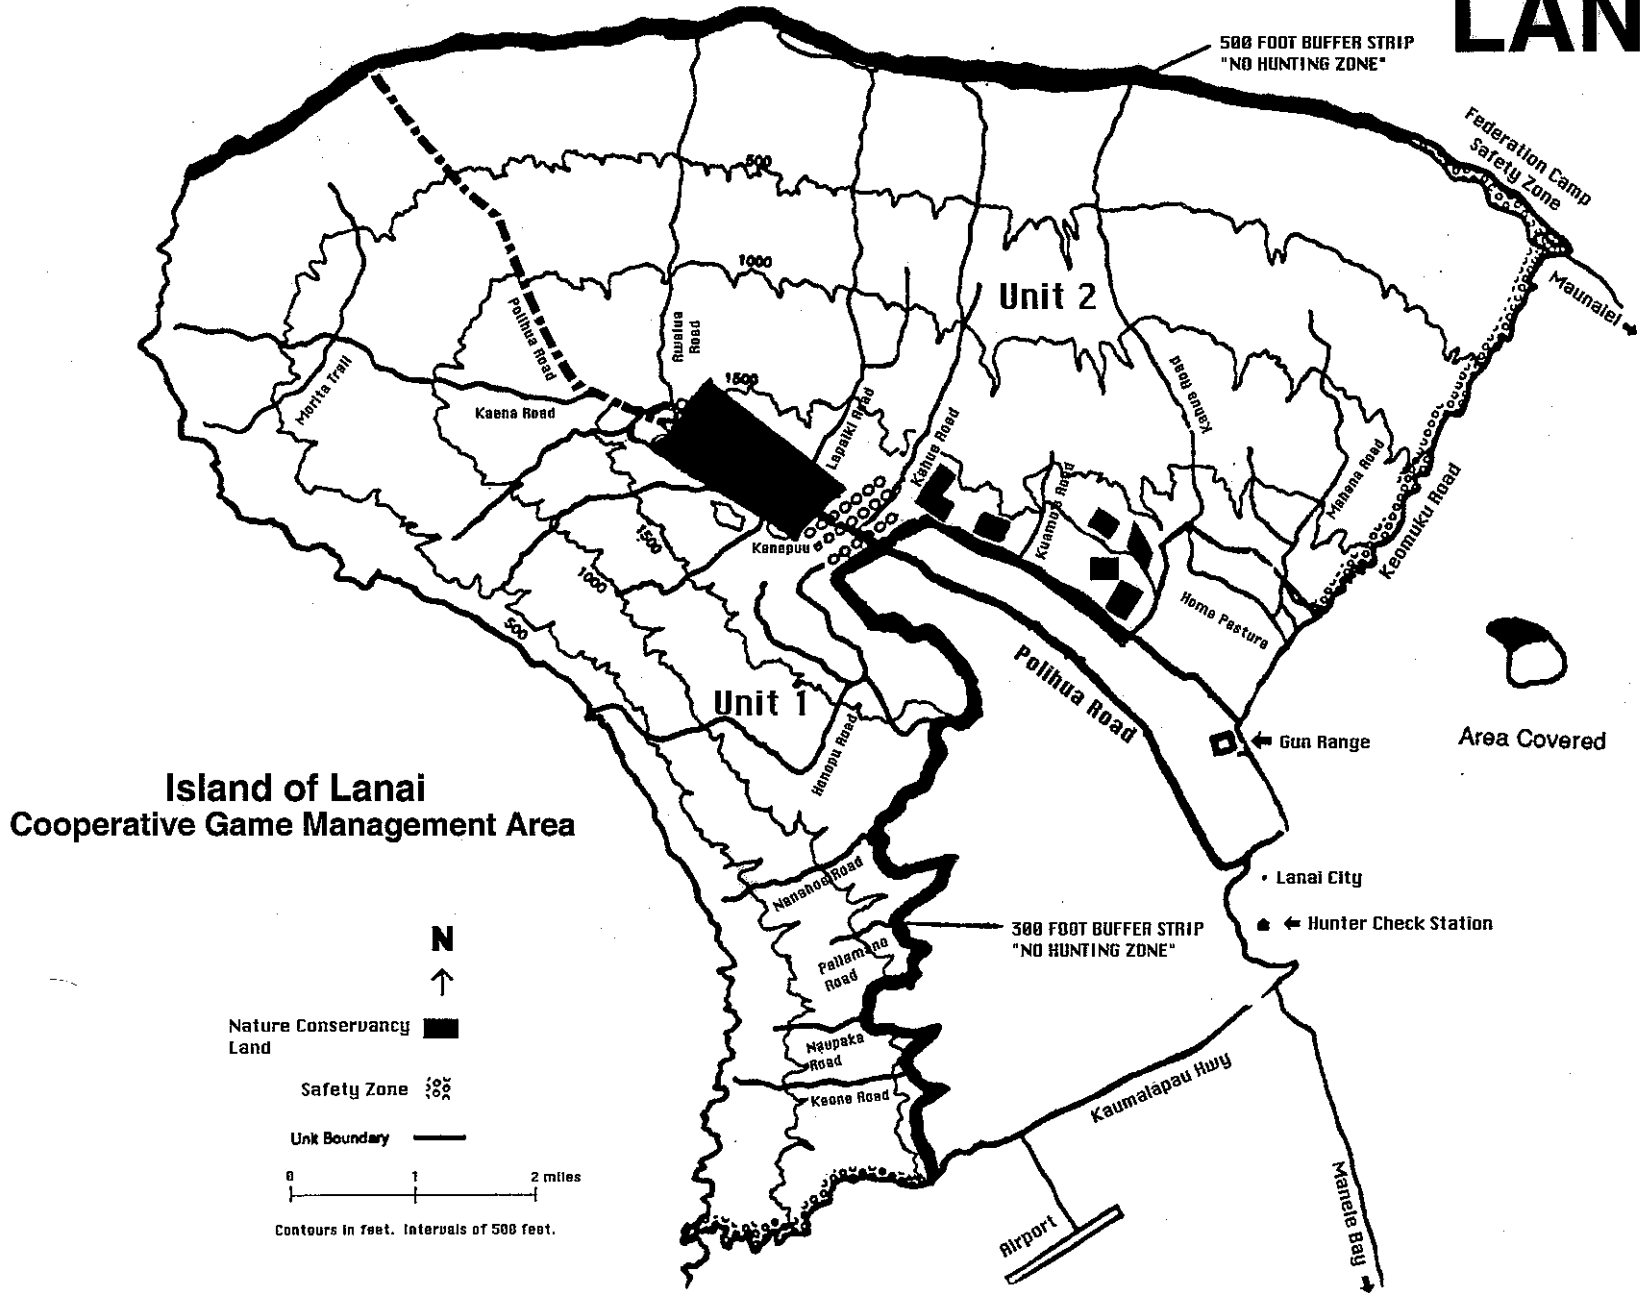 LAN
500 FOOT BUFFER STRIP
"NO HUNTING ZONE"
Federation Camp
Safety Zone
Maunalei
500
1000
Unit 2
Polihua Road
Awalua
Road
1500
Kahua Road
Morita Trail
Kaena Road
Lapaiki Road
Kahue Road
Mahana Road
Kuamoo Road
Keomuku Road
1500
Kanepuu
1000
Home Pasture
500
Polihua Road
Unit 1
Honopu Road
Gun Range
Area Covered
Island of Lanai
Cooperative Game Management Area
Nanahoa Road
Lanai City
Hunter Check Station
300 FOOT BUFFER STRIP
"NO HUNTING ZONE"
N
Paliamano
Road
Nature Conservancy
Land
Naupaka
Road
Safety Zone
Keone Road
Kaumalapau Hwy
Unit Boundary
0 1 2 miles
Manele Bay
Contours in feet. Intervals of 500 feet.
Airport